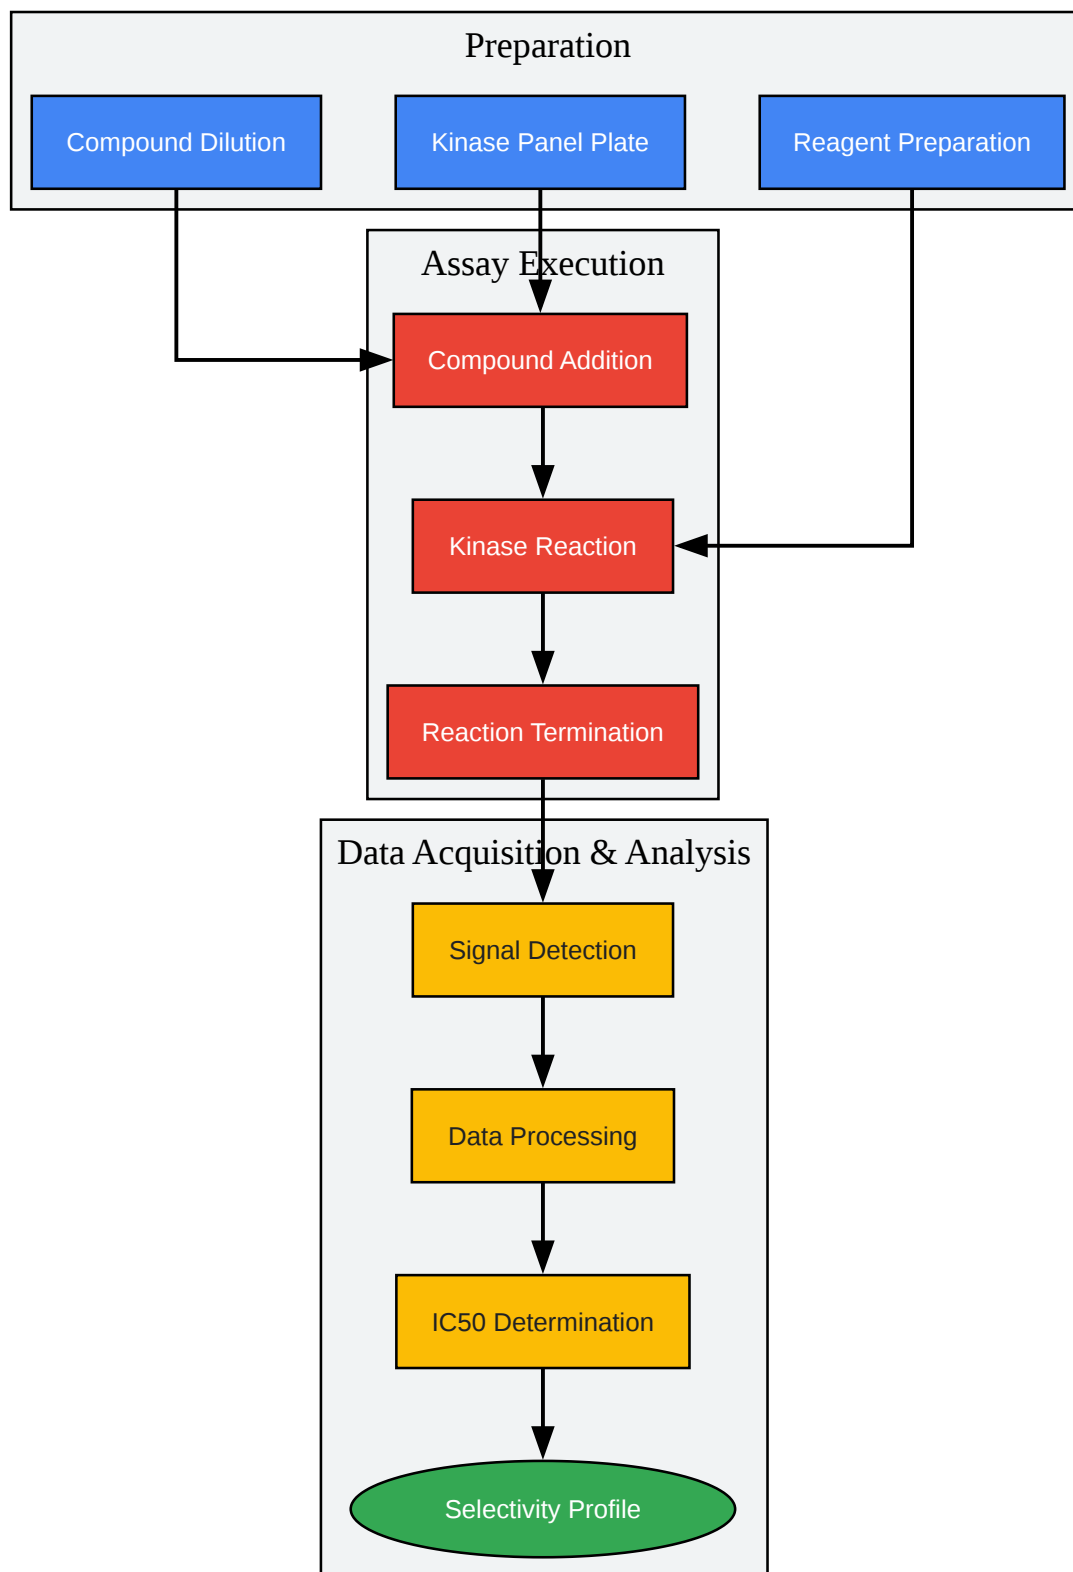 Preparation
Compound Dilution
Kinase Panel Plate
Reagent Preparation
Assay Execution
Compound Addition
Kinase Reaction
Reaction Termination
Data Acquisition & Analysis
Signal Detection
Data Processing
IC50 Determination
Selectivity Profile